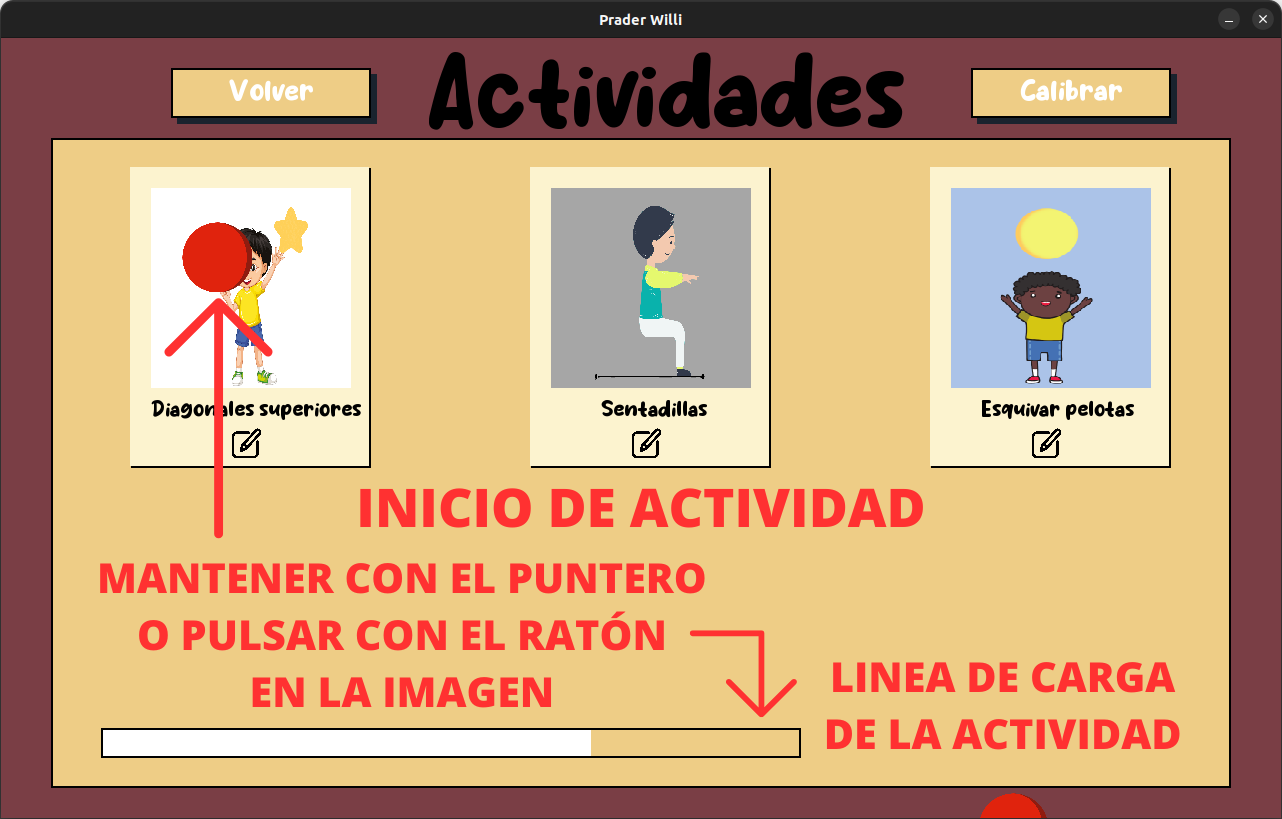 Prader Willi
Volver
Actividades
Calibrar
Diagonales superiores
Sentadillas
Esquivar pelotas
INICIO DE ACTIVIDAD
MANTENER CON EL PUNTERO
O PULSAR CON EL RATÓN
EN LA IMAGEN
LINEA DE CARGA
DE LA ACTIVIDAD